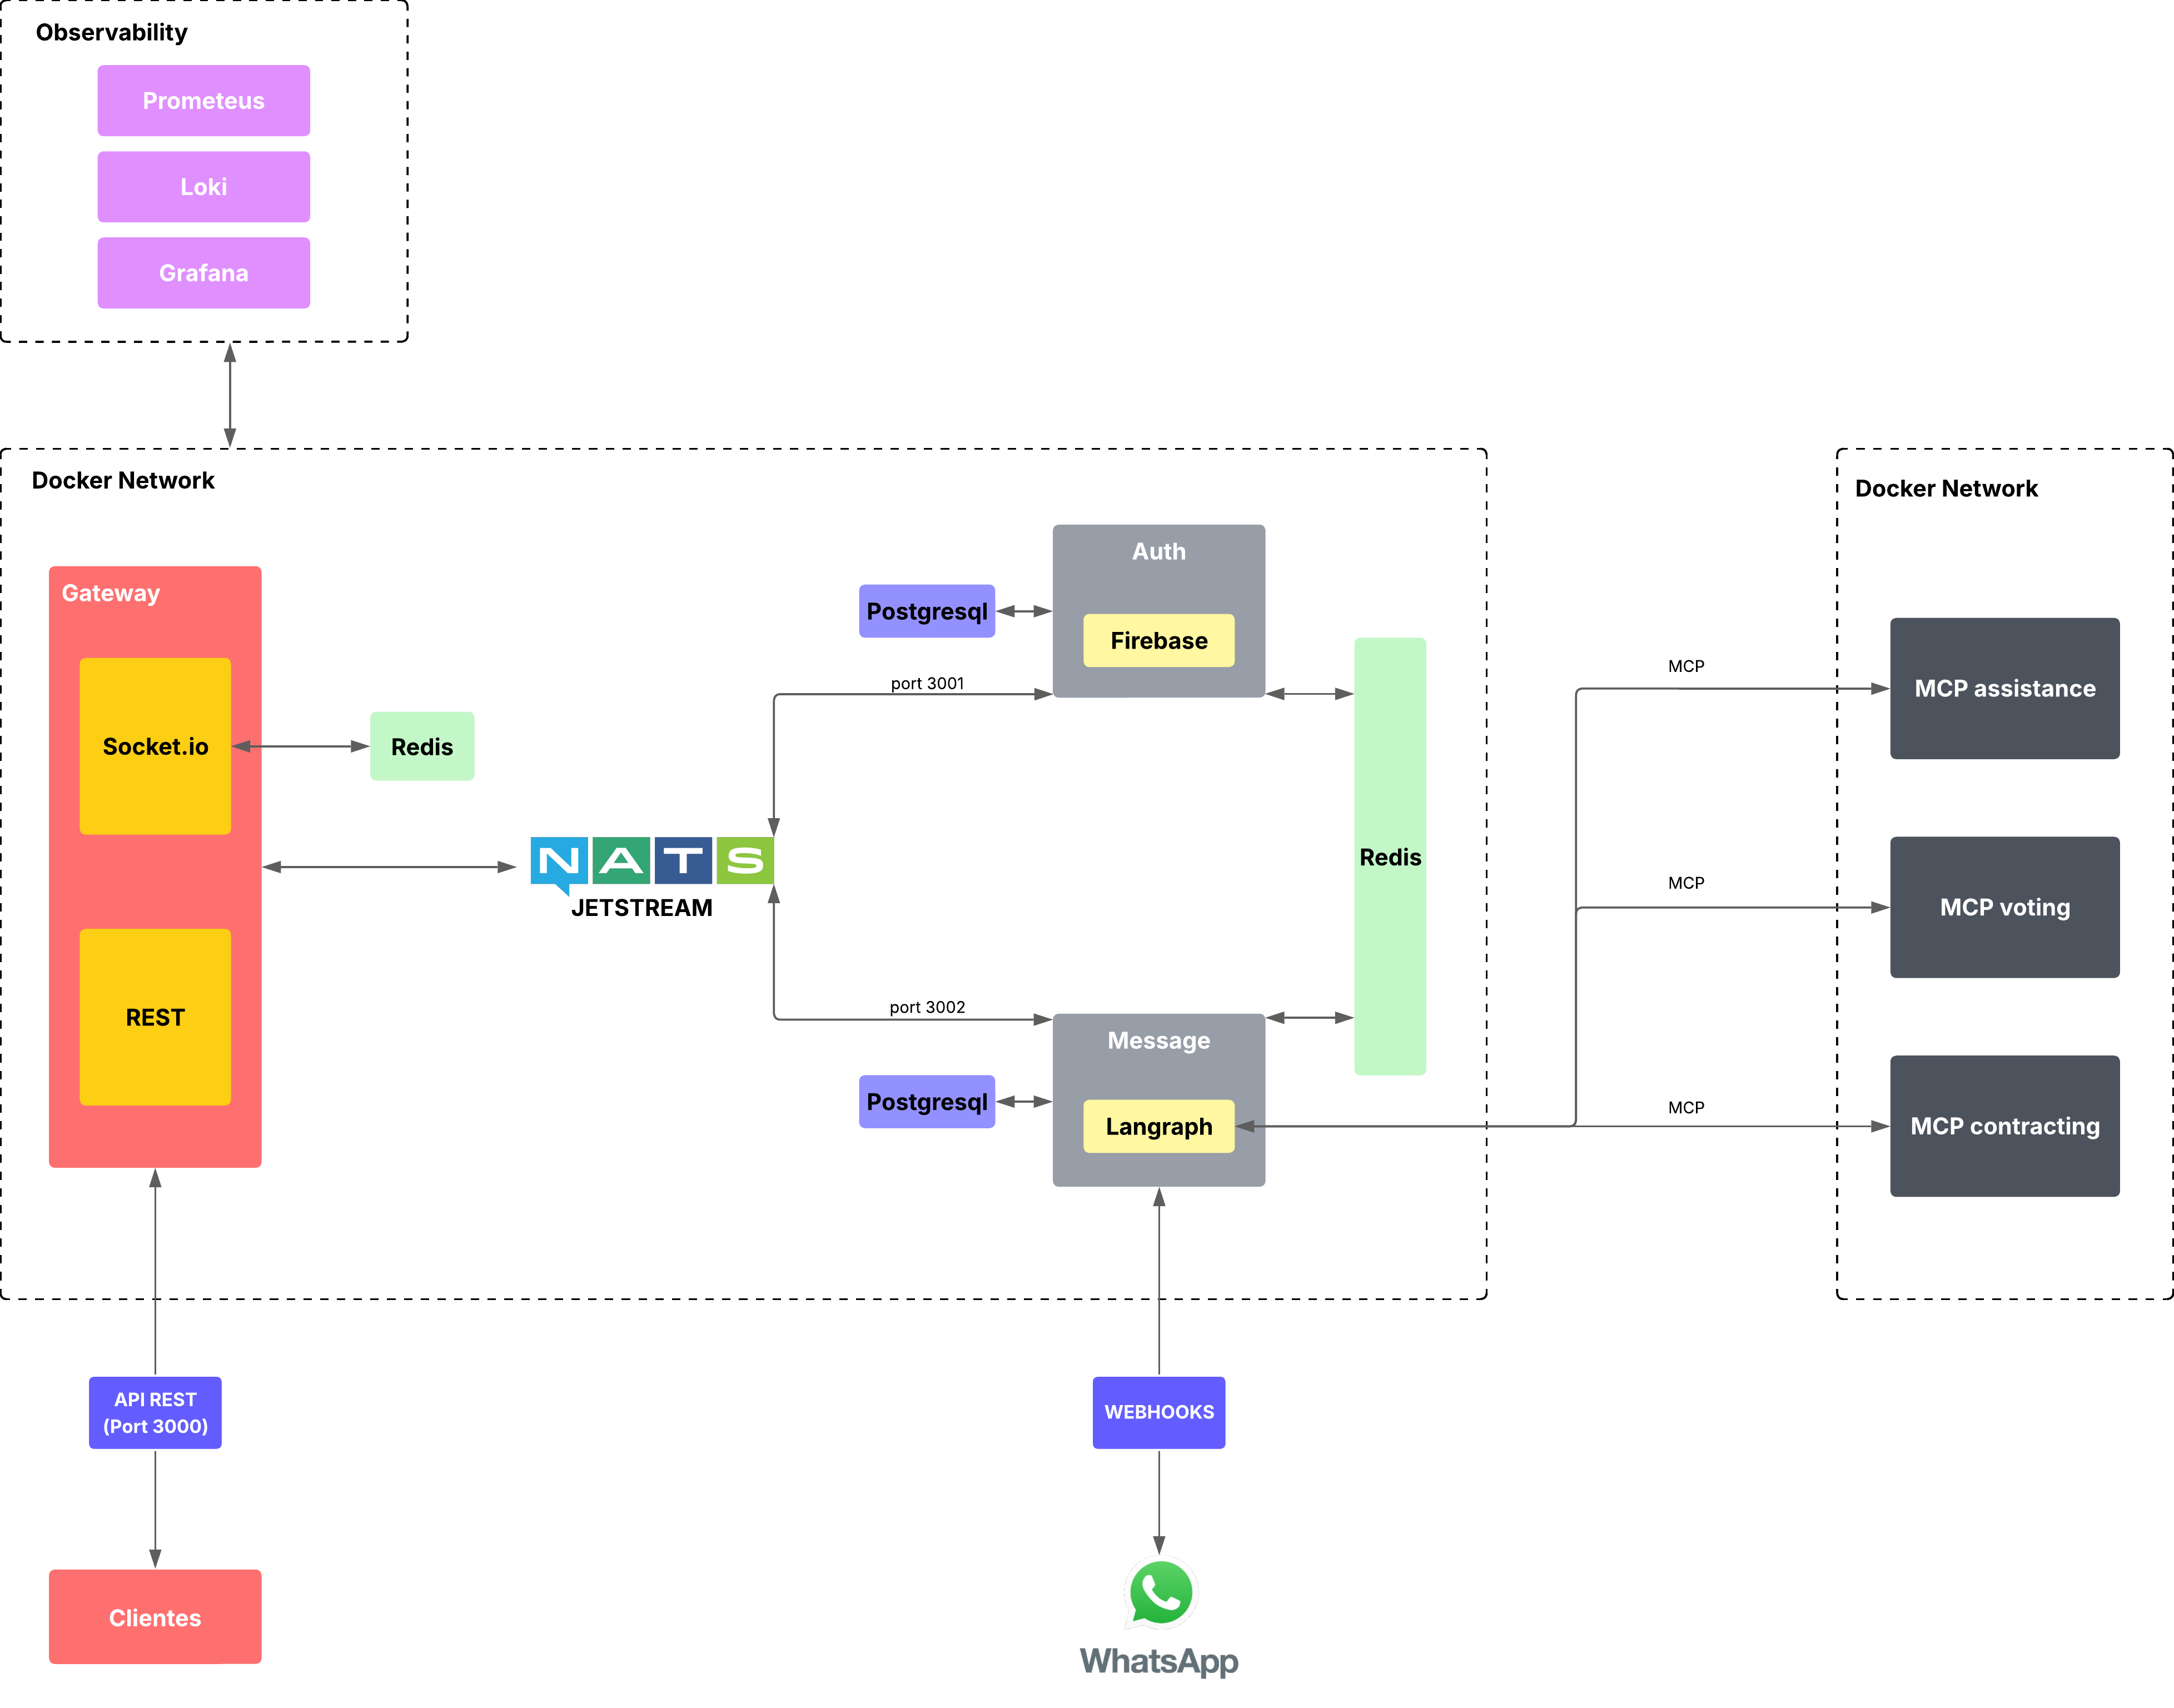 Observability
Prometeus
Loki
Grafana
Docker Network
Gateway
Socket.io
Redis
REST
NATS
JETSTREAM
Auth
Postgresql
Firebase
port 3001
Redis
port 3002
Message
Postgresql
Langraph
MCP
MCP
MCP
Docker Network
MCP assistance
MCP voting
MCP contracting
API REST
(Port 3000)
Clientes
WEBHOOKS
WhatsApp